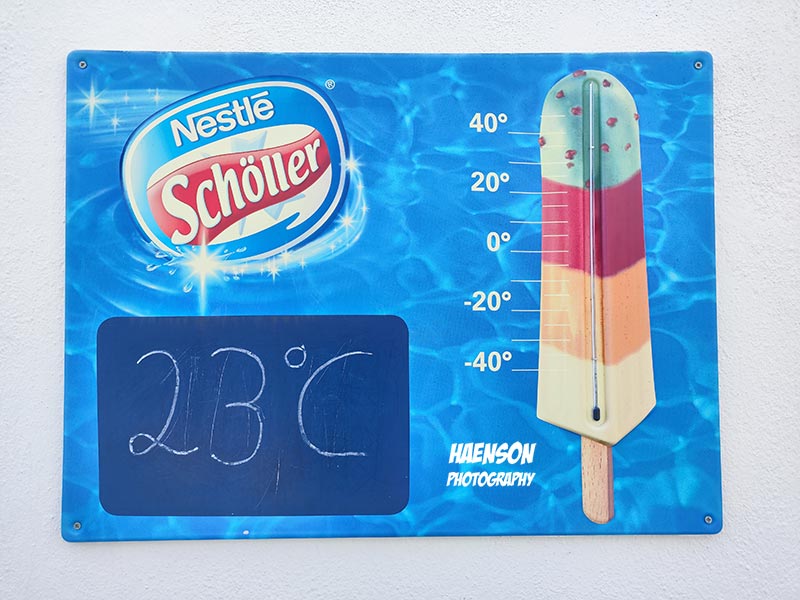 Nestlé
Schöller
®
23°C
40°
20°
0°
-20°
-40°
HAENSON
PHOTOGRAPHY